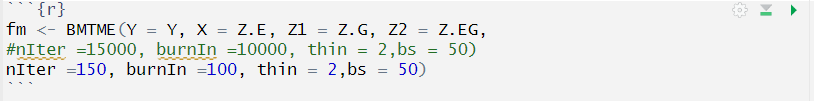 ```{r}
fm <- BMTME(Y = Y, X = Z.E, Z1 = Z.G, Z2 = Z.EG,
#nIter =15000, burnIn =10000, thin = 2,bs = 50)
nIter =150, burnIn =100, thin = 2,bs = 50)
```